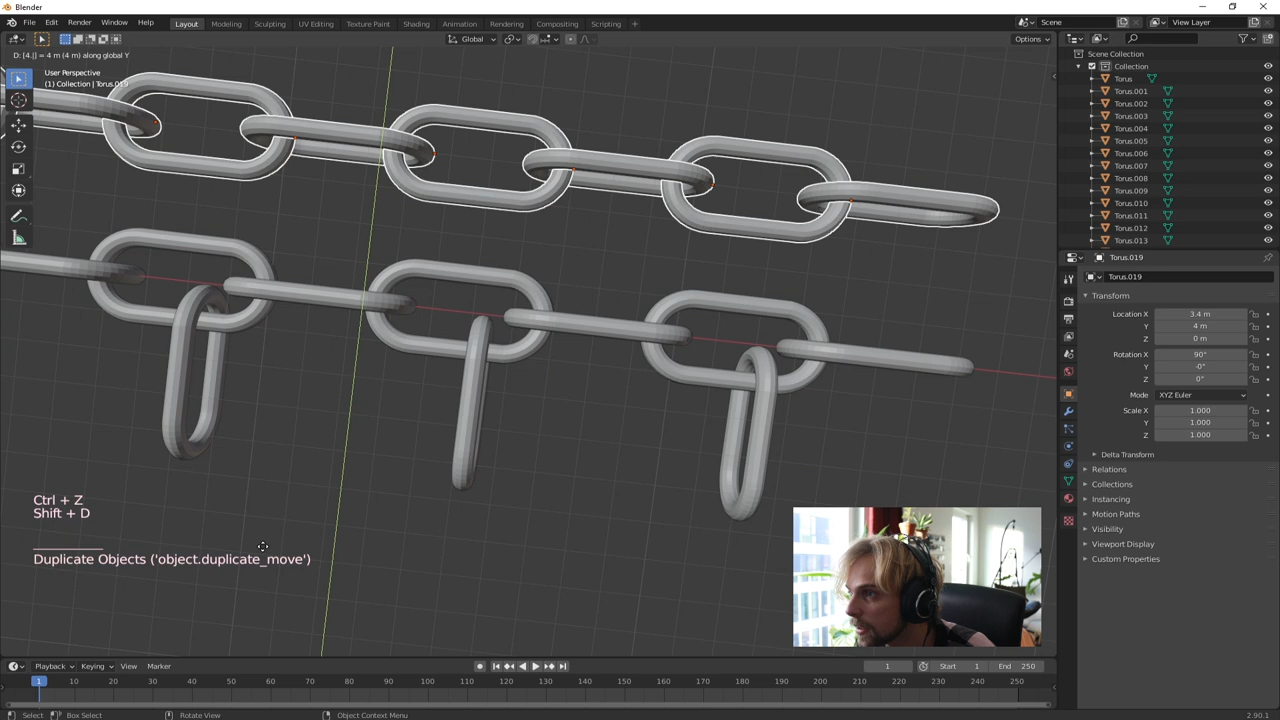 Blender
File Edit Render Window Help
Layout Modeling Sculpting UV Editing Texture Paint Shading Animation Rendering Compositing Scripting +
Scene
View Layer
Global
Options
D: [4.|] = 4 m (4 m) along global Y
User Perspective
(1) Collection | Torus.019
Scene Collection
Collection
Torus
Torus.001
Torus.002
Torus.003
Torus.004
Torus.005
Torus.006
Torus.007
Torus.008
Torus.009
Torus.010
Torus.011
Torus.012
Torus.013
Torus.019
Torus.019
Transform
Location X 3.4 m
Y 4 m
Z 0 m
Rotation X 90°
Y -0°
Z 0°
Mode XYZ Euler
Scale X 1.000
Y 1.000
Z 1.000
Delta Transform
Relations
Collections
Instancing
Motion Paths
Visibility
Viewport Display
Custom Properties
Ctrl + Z
Shift + D
Duplicate Objects ('object.duplicate_move')
Playback Keying View Marker
1 Start 1 End 250
1 10 20 30 40 50 60 70 80 90 100 110 120 130 140 150 160 170 180 190 200 210 220 230 240 250
Select Box Select Rotate View Object Context Menu 2.90.1